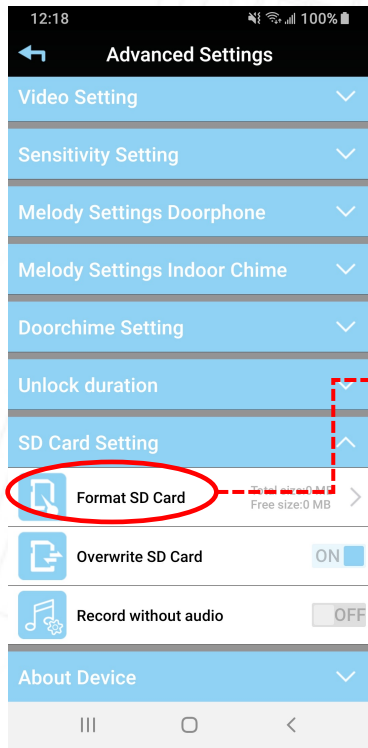 12:18 100%
Advanced Settings
Video Setting
Sensitivity Setting
Melody Settings Doorphone
Melody Settings Indoor Chime
Doorchime Setting
Unlock duration
SD Card Setting
Format SD Card
Total size:0 MB
Free size:0 MB
Overwrite SD Card ON
Record without audio OFF
About Device